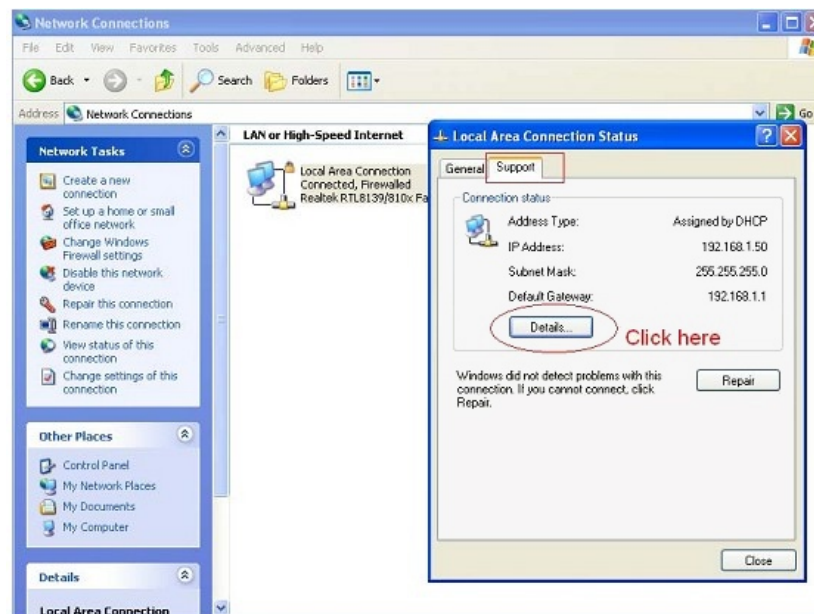 Network Connections
File Edit View Favorites Tools Advanced Help
Back Search Folders
Address Network Connections Go
Network Tasks
Create a new
connection
Set up a home or small
office network
Change Windows
Firewall settings
Disable this network
device
Repair this connection
Rename this connection
View status of this
connection
Change settings of this
connection
Other Places
Control Panel
My Network Places
My Documents
My Computer
Details
Local Area Connection
LAN or High-Speed Internet
Local Area Connection
Connected, Firewalled
Realtek RTL8139/810x Fa
Local Area Connection Status
General Support
Connection status
Address Type: Assigned by DHCP
IP Address: 192.168.1.50
Subnet Mask: 255.255.255.0
Default Gateway: 192.168.1.1
Details...
Click here
Windows did not detect problems with this
connection. If you cannot connect, click
Repair.
Repair
Close